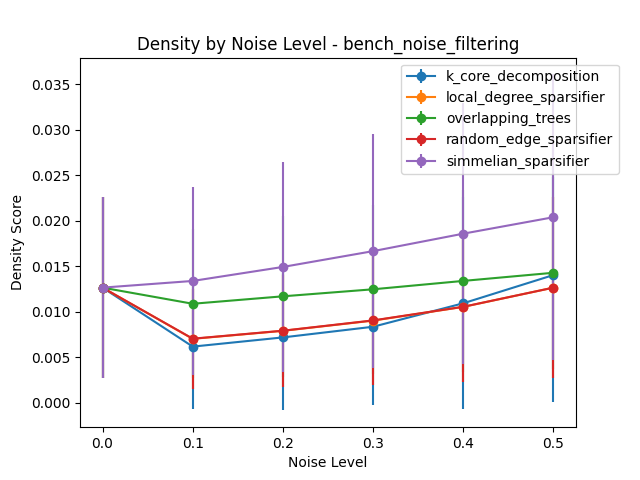 Density by Noise Level - bench_noise_filtering
k_core_decomposition
local_degree_sparsifier
overlapping_trees
random_edge_sparsifier
simmelian_sparsifier
Density Score
0.035
0.030
0.025
0.020
0.015
0.010
0.005
0.000
0.0 0.1 0.2 0.3 0.4 0.5
Noise Level